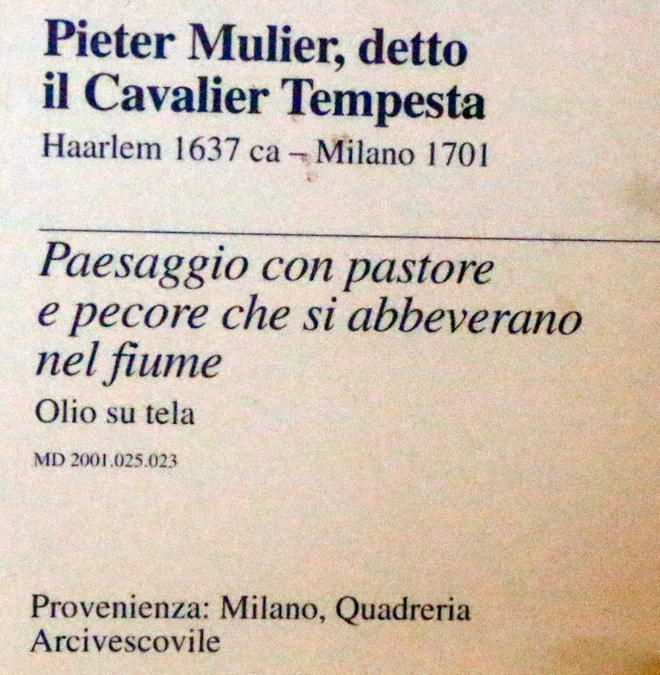 Pieter Mulier, detto
il Cavalier Tempesta
Haarlem 1637 ca – Milano 1701
Paesaggio con pastore
e pecore che si abbeverano
nel fiume
Olio su tela
MD 2001.025.023
Provenienza: Milano, Quadreria
Arcivescovile